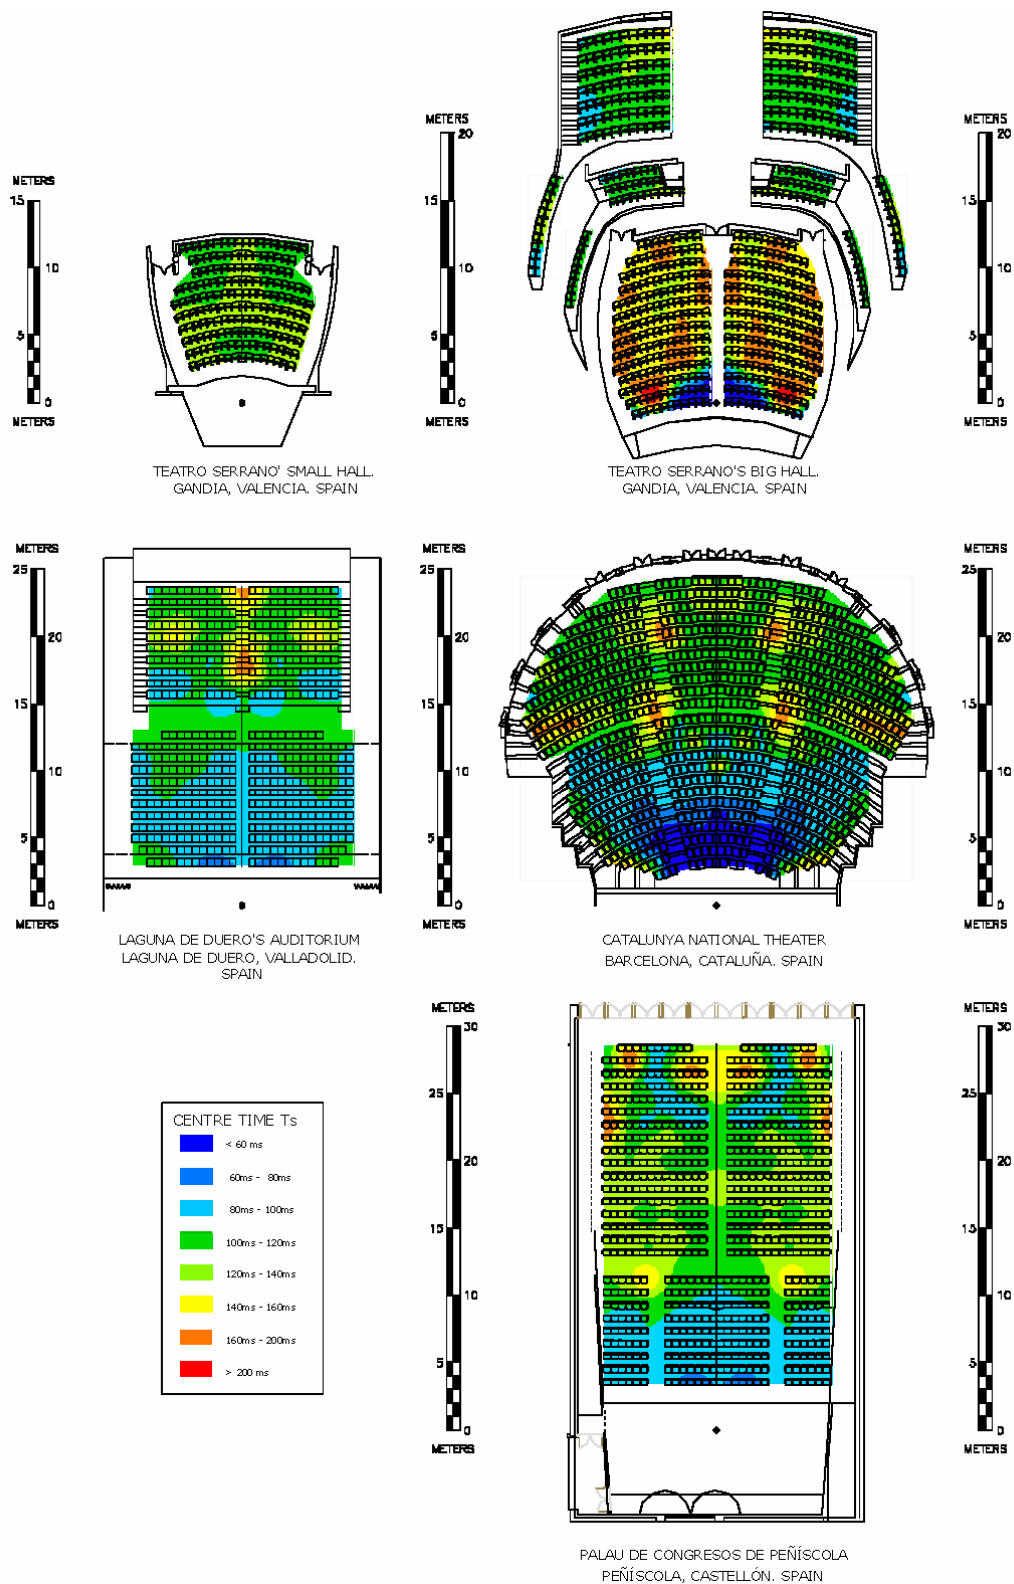 METERS
20
15
10
5
0
METERS
METERS
20
15
10
5
0
METERS
METERS
15
10
5
0
METERS
TEATRO SERRANO' SMALL HALL.
GANDIA, VALENCIA. SPAIN
TEATRO SERRANO'S BIG HALL.
GANDIA, VALENCIA. SPAIN
METERS
25
20
15
10
5
0
METERS
METERS
25
20
15
10
5
0
METERS
METERS
25
20
15
10
5
0
METERS
LAGUNA DE DUERO'S AUDITORIUM
LAGUNA DE DUERO, VALLADOLID.
SPAIN
CATALUNYA NATIONAL THEATER
BARCELONA, CATALUÑA. SPAIN
METERS
30
25
20
15
10
5
0
METERS
METERS
30
25
20
15
10
5
0
METERS
CENTRE TIME Ts
< 60 ms
60ms - 80ms
80ms - 100ms
100ms - 120ms
120ms - 140ms
140ms - 160ms
160ms - 200ms
> 200 ms
PALAU DE CONGRESOS DE PEÑÍSCOLA
PEÑÍSCOLA, CASTELLÓN. SPAIN